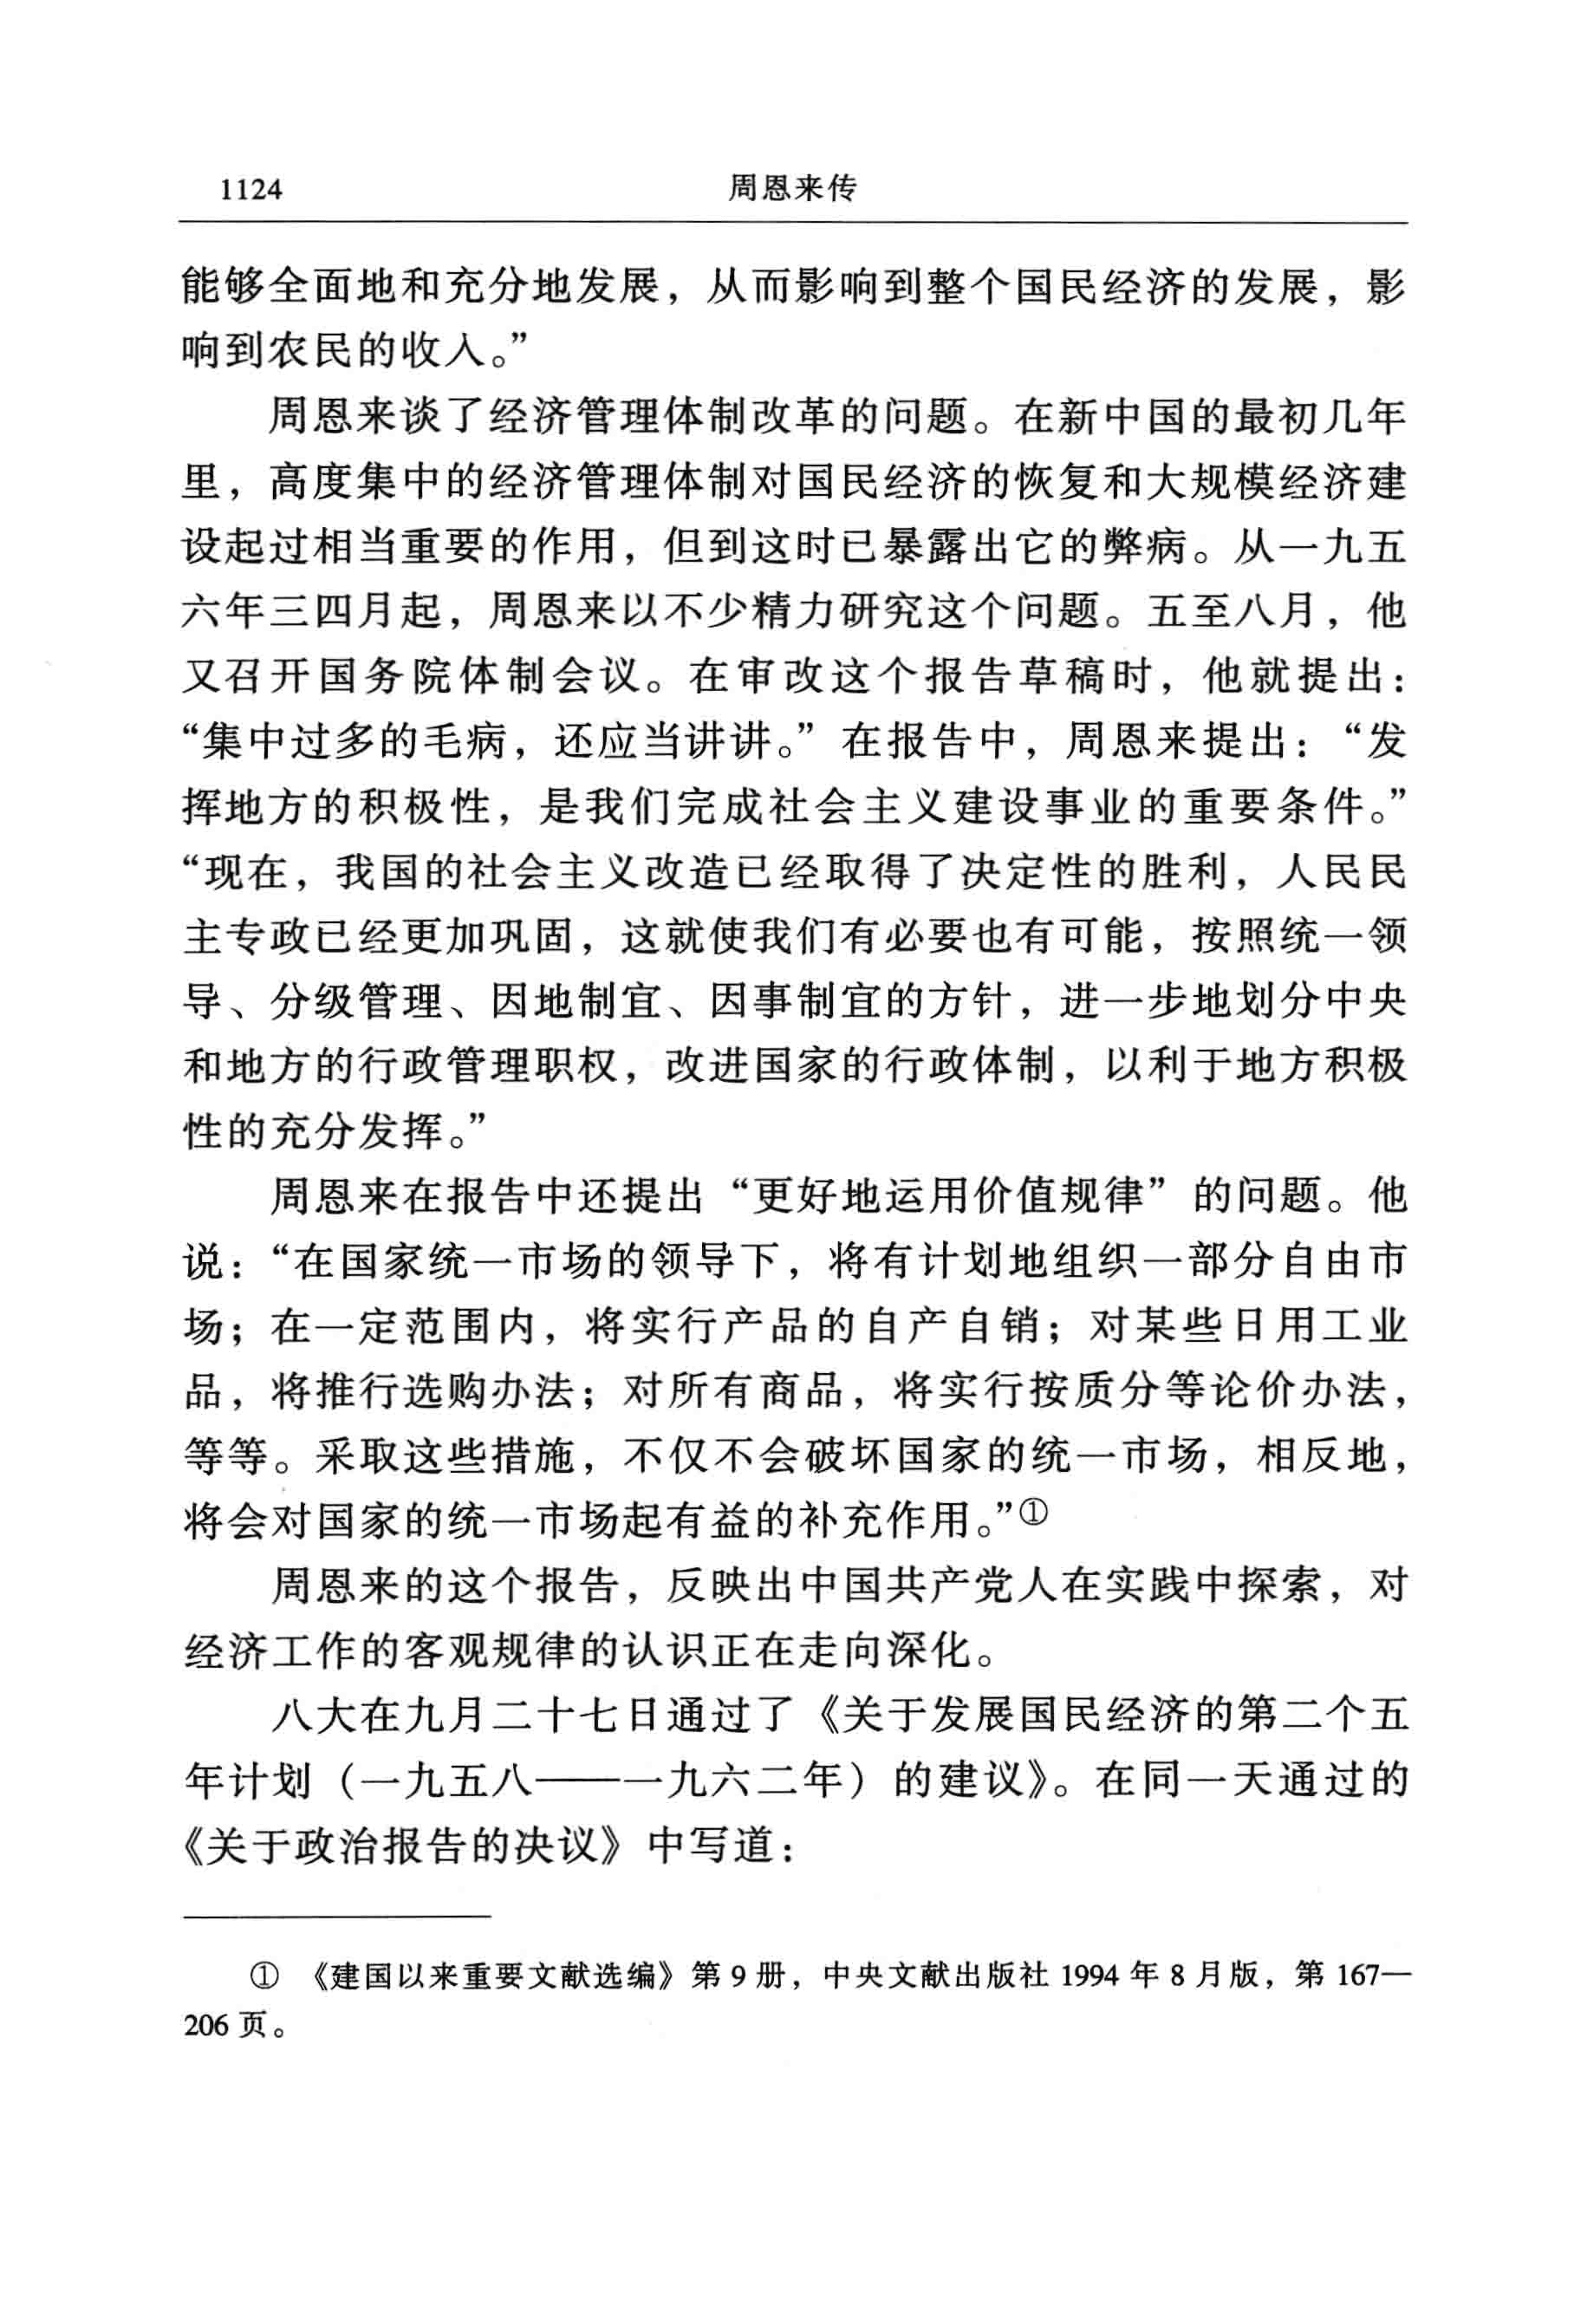 1124
周恩来传
能够全面地和充分地发展，从而影响到整个国民经济的发展，影
响到农民的收入。”
周恩来谈了经济管理体制改革的问题。在新中国的最初几年
里，高度集中的经济管理体制对国民经济的恢复和大规模经济建
设起过相当重要的作用，但到这时已暴露出它的弊病。从一九五
六年三四月起，周恩来以不少精力研究这个问题。五至八月，他
又召开国务院体制会议。在审改这个报告草稿时，他就提出：
“集中过多的毛病，还应当讲讲。”在报告中，周恩来提出：“发
挥地方的积极性，是我们完成社会主义建设事业的重要条件。”
“现在，我国的社会主义改造已经取得了决定性的胜利，人民民
主专政已经更加巩固，这就使我们有必要也有可能，按照统一领
导、分级管理、因地制宜、因事制宜的方针，进一步地划分中央
和地方的行政管理职权，改进国家的行政体制，以利于地方积极
性的充分发挥。”
周恩来在报告中还提出“更好地运用价值规律”的问题。他
说：“在国家统一市场的领导下，将有计划地组织一部分自由市
场；在一定范围内，将实行产品的自产自销；对某些日用工业
品，将推行选购办法；对所有商品，将实行按质分等论价办法，
等等。采取这些措施，不仅不会破坏国家的统一市场，相反地，
将会对国家的统一市场起有益的补充作用。”①
周恩来的这个报告，反映出中国共产党人在实践中探索，对
经济工作的客观规律的认识正在走向深化。
八大在九月二十七日通过了《关于发展国民经济的第二个五
年计划（一九五八——一九六二年）的建议》。在同一天通过的
《关于政治报告的决议》中写道：
① 《建国以来重要文献选编》第 9 册，中央文献出版社 1994 年 8 月版，第 167—
206 页。